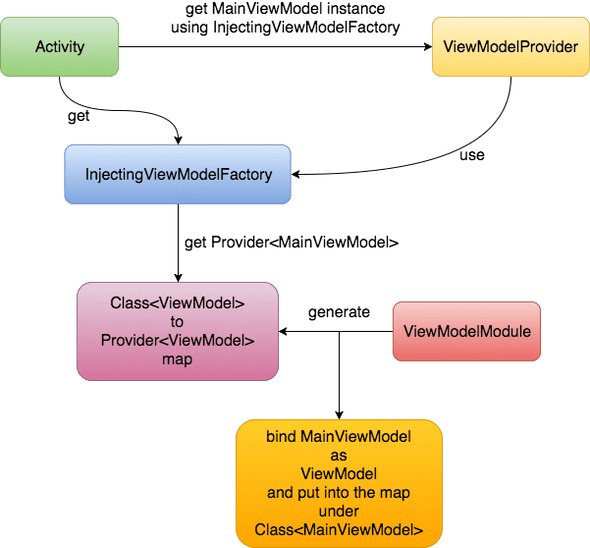 get MainViewModel instance
using InjectingViewModelFactory
Activity
ViewModelProvider
get
use
InjectingViewModelFactory
get Provider<MainViewModel>
Class<ViewModel>
to
Provider<ViewModel>
map
generate
ViewModelModule
bind MainViewModel
as
ViewModel
and put into the map
under
Class<MainViewModel>